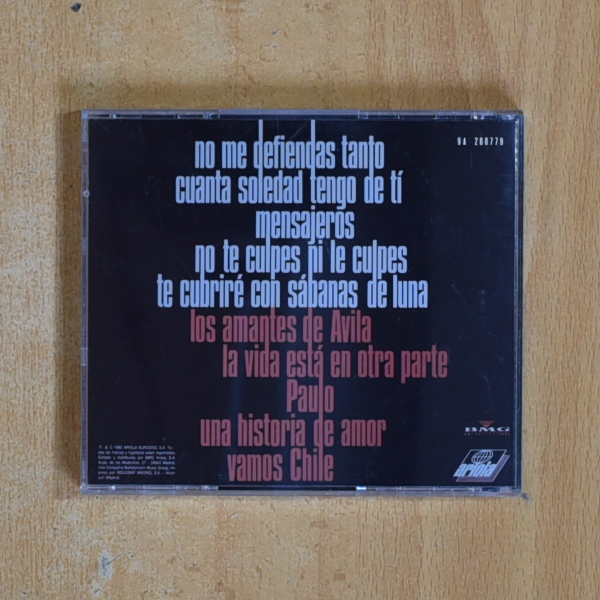 9A 260779
no me defiendas tanto
cuanta soledad tengo de tí
mensajeros
no te culpes ni le culpes
te cubriré con sábanas de luna
los amantes de Avila
la vida está en otra parte
Paulo
una historia de amor
vamos Chile
BMG
ariola